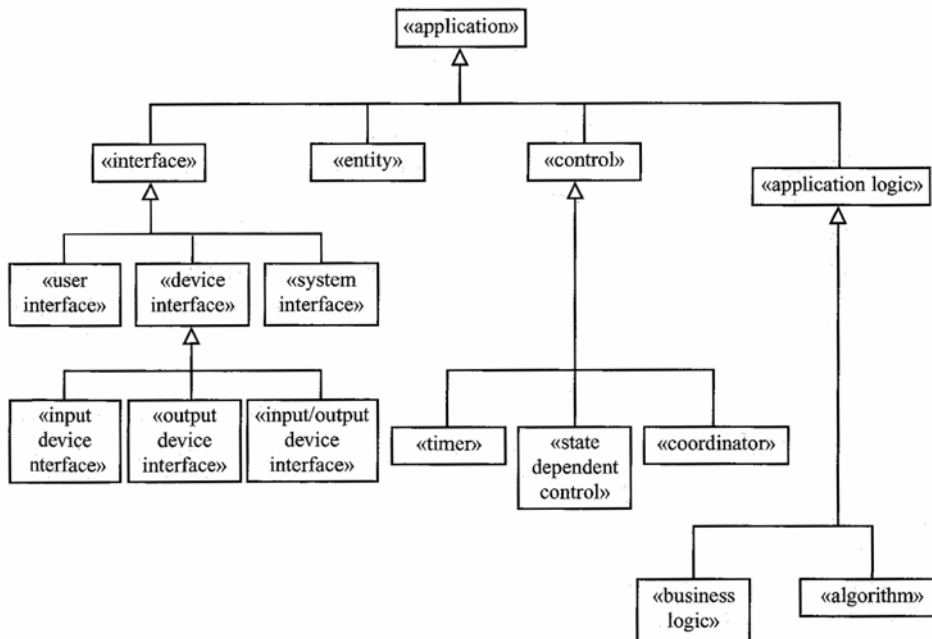 «application»
«interface»
«entity»
«control»
«application logic»
«user
interface»
«device
interface»
«system
interface»
«input
device
nterface»
«output
device
interface»
«input/output
device
interface»
«timer»
«state
dependent
control»
«coordinator»
«business
logic»
«algorithm»